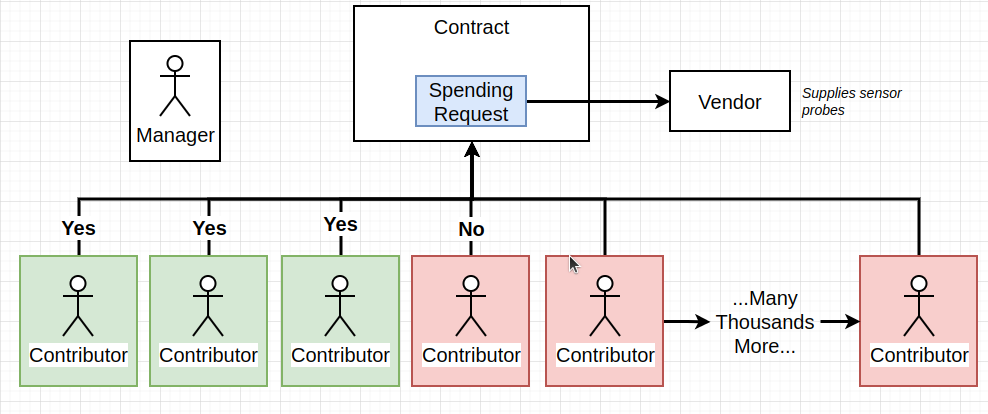 Contract
Spending
Request
Vendor
Supplies sensor
probes
Manager
Yes
Yes
Yes
No
Contributor
Contributor
Contributor
Contributor
Contributor
...Many
Thousands
More...
Contributor